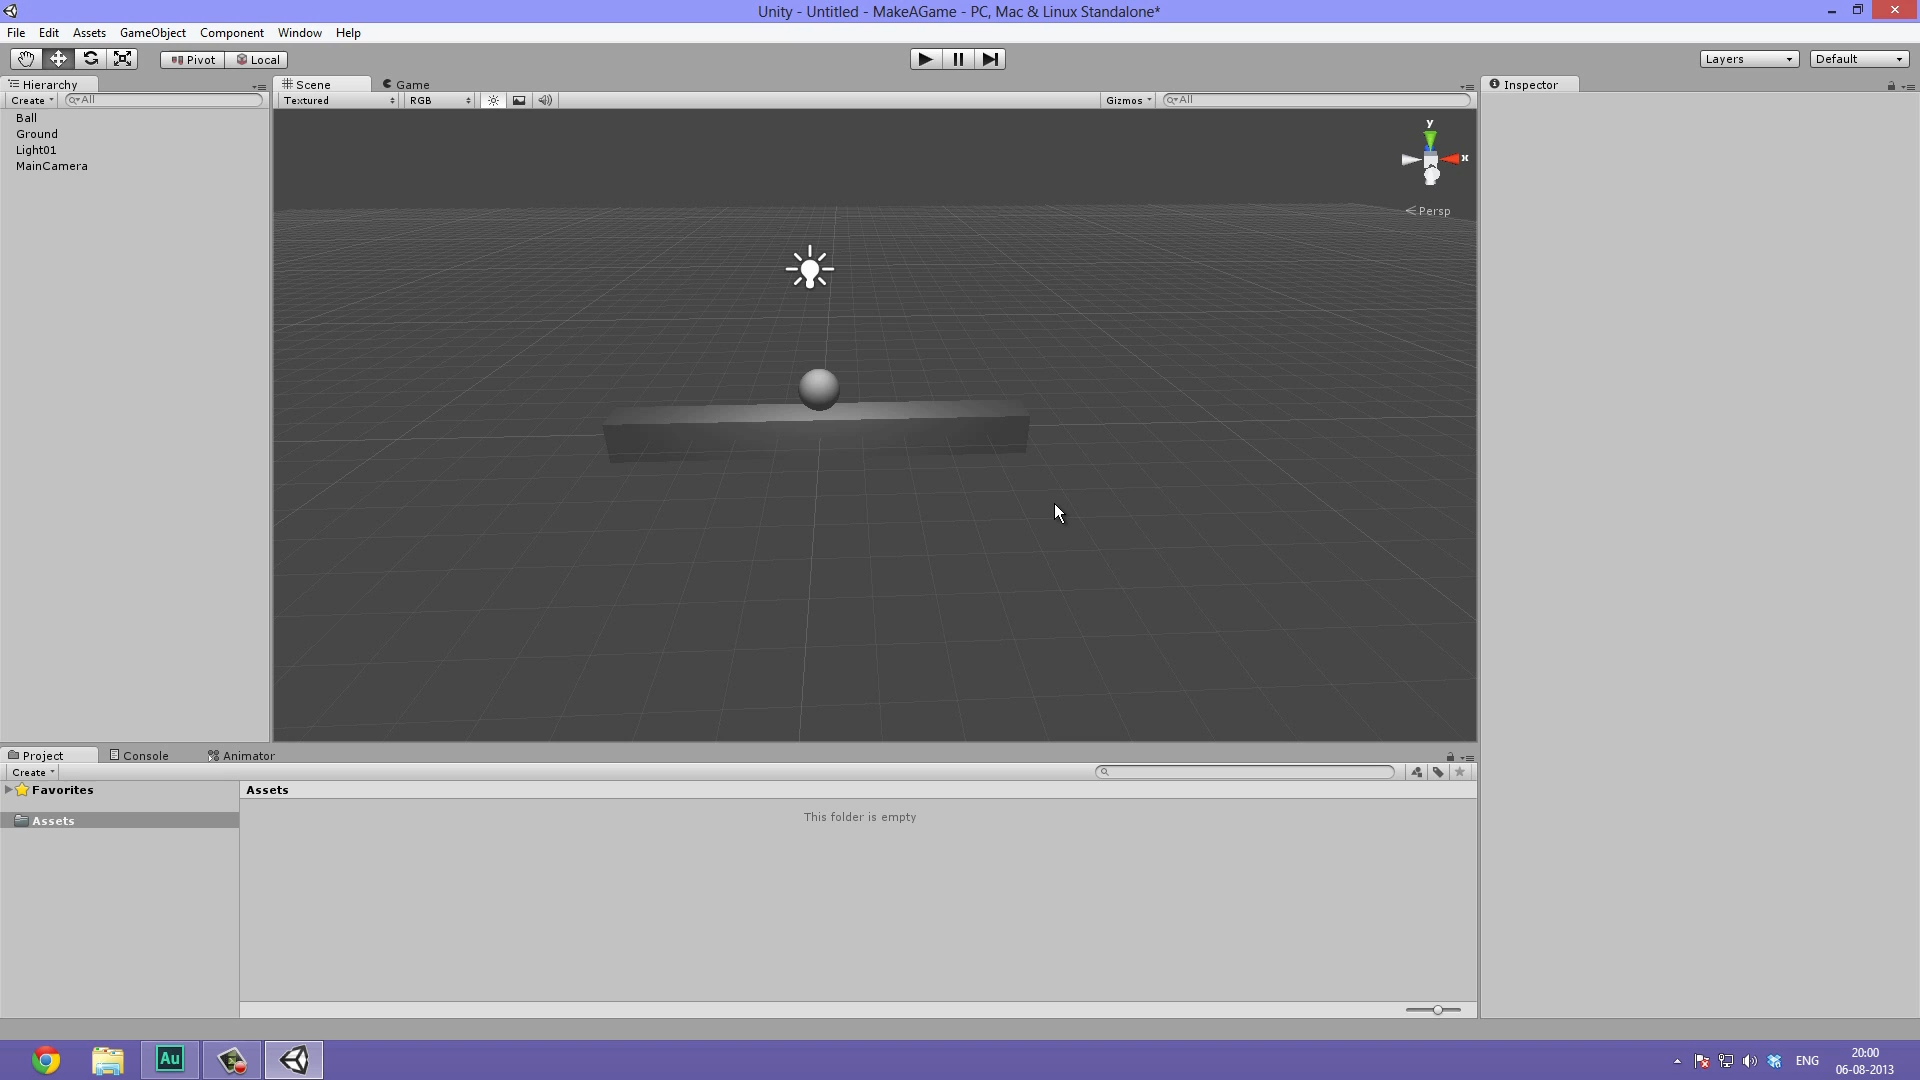 Unity - Untitled - MakeAGame - PC, Mac & Linux Standalone*
File Edit Assets GameObject Component Window Help
Pivot Local Layers Default
Hierarchy Scene Game Inspector
Create All Textured RGB Gizmos All
Ball
Ground
Light01
MainCamera
y
x
Persp
Project Console Animator
Create
Favorites
Assets
Assets
This folder is empty
Au
ENG
20:00
06-08-2013